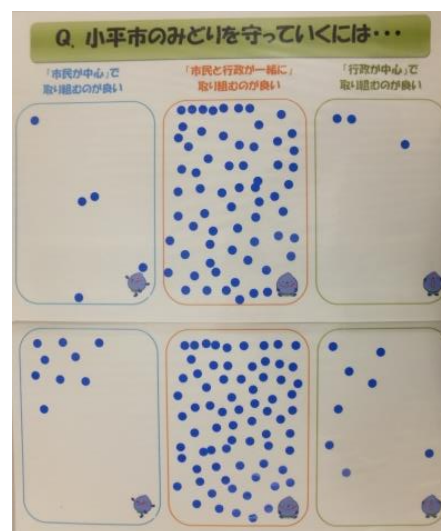 Q. 小平市のみどりを守っていくには・・・
「市民が中心」で
取り組むのが良い
「市民と行政が一緒に」
取り組むのが良い
「行政が中心」で
取り組むのが良い